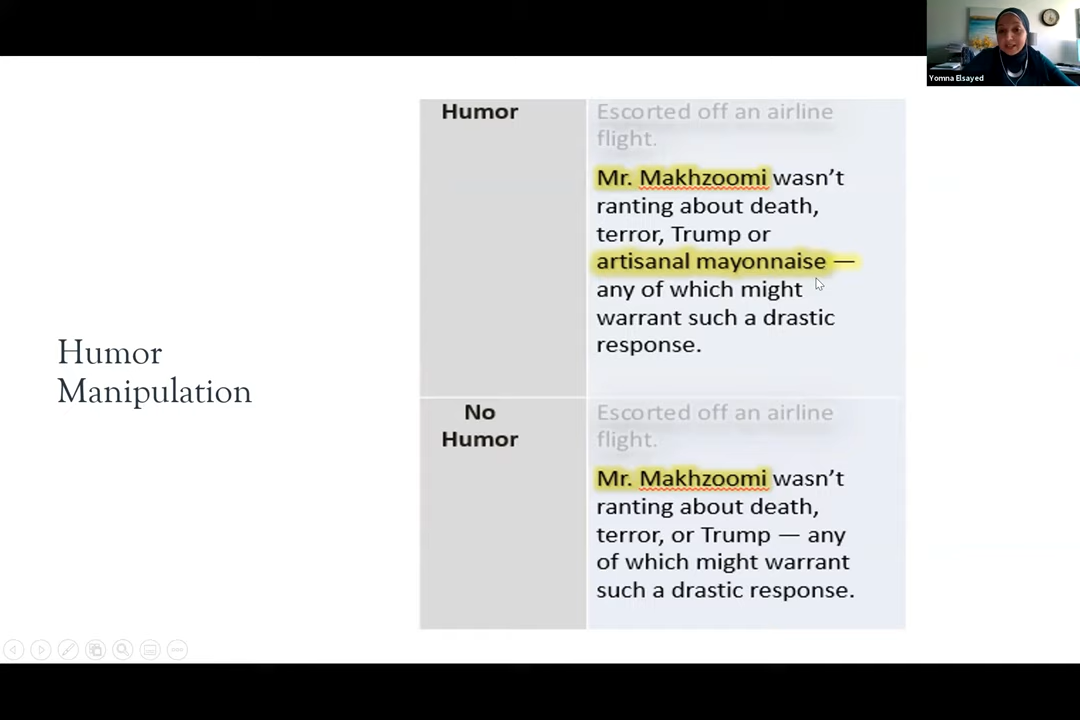 Yomna Elsayed
Humor
Escorted off an airline
flight.
Mr. Makhzoomi wasn't
ranting about death,
terror, Trump or
artisanal mayonnaise —
any of which might
warrant such a drastic
response.
Humor
Manipulation
No
Humor
Escorted off an airline
flight.
Mr. Makhzoomi wasn't
ranting about death,
terror, or Trump — any
of which might warrant
such a drastic response.